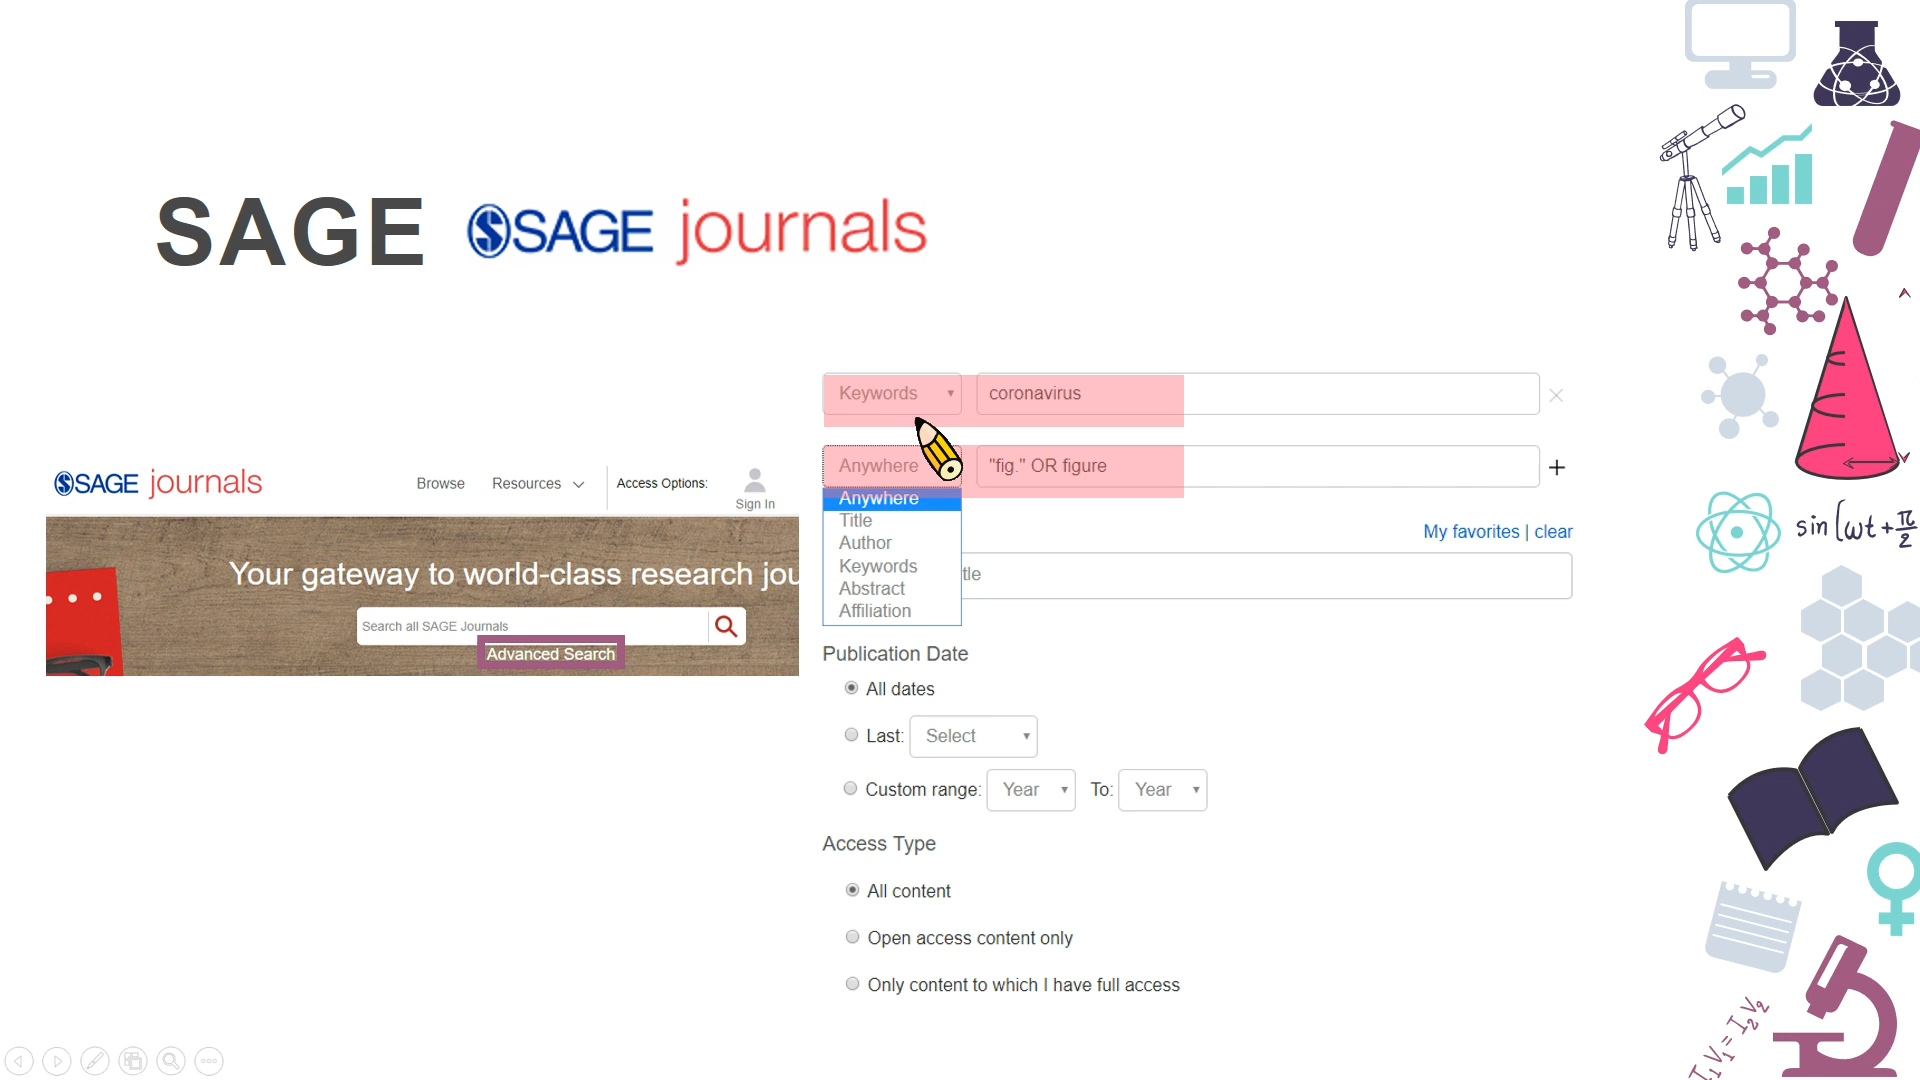 SAGE
SAGE journals
SAGE journals
Browse
Resources
Access Options:
Sign In
Your gateway to world-class research jou
Search all SAGE Journals
Advanced Search
Keywords
coronavirus
Anywhere
"fig." OR figure
Anywhere
Title
Author
Keywords
Abstract
Affiliation
My favorites | clear
tle
Publication Date
All dates
Last: Select
Custom range: Year To: Year
Access Type
All content
Open access content only
Only content to which I have full access
sin(ωt+π/2
I₁V₁=I₂V₂